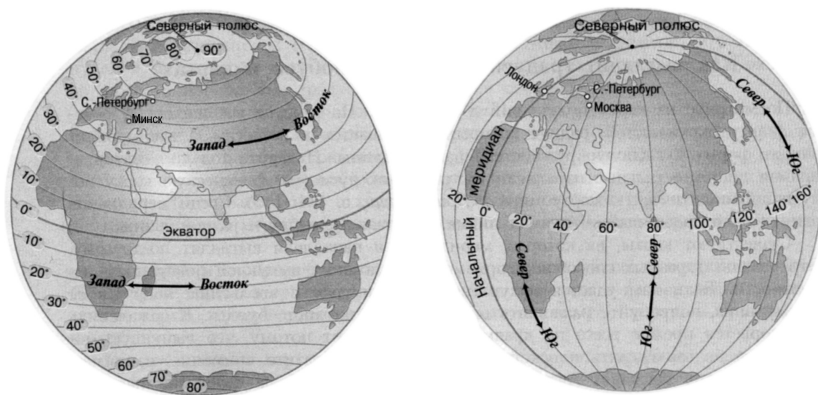 Северный полюс
90°
80°
70°
60°
50°
40°
30°
20°
10°
0°
10°
20°
30°
40°
50°
60°
70°
80°
С.-Петербург
Минск
Запад
Восток
Экватор
Запад
Восток
Северный полюс
Лондон
С.-Петербург
Москва
Север
Юг
Начальный меридиан
20°
0°
20°
40°
60°
80°
100°
120°
140°
160°
Север
Юг
Север
Юг